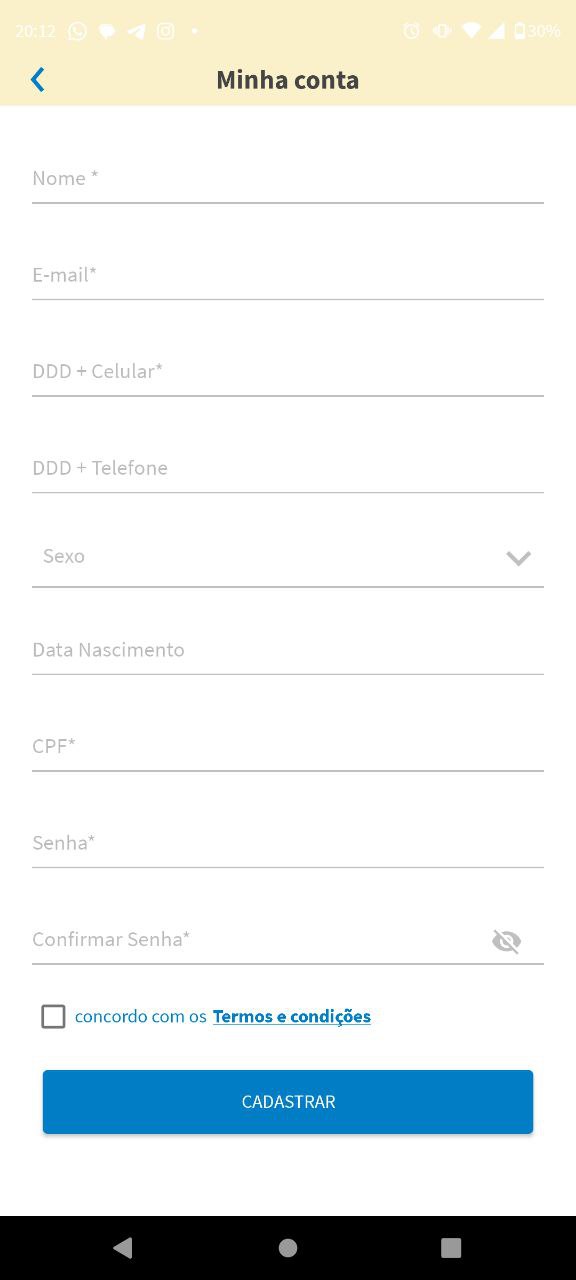 20:12
30%
Minha conta
Nome *
E-mail*
DDD + Celular*
DDD + Telefone
Sexo
Data Nascimento
CPF*
Senha*
Confirmar Senha*
concordo com os Termos e condições
CADASTRAR